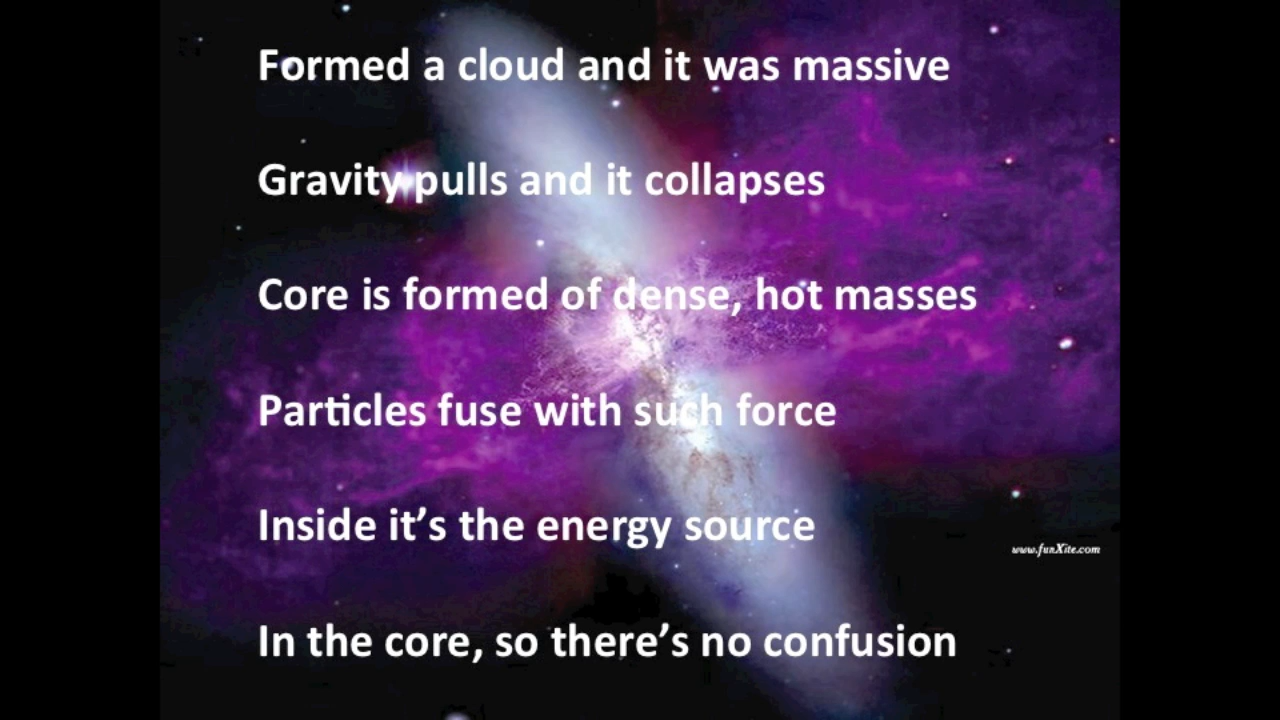 Formed a cloud and it was massive
Gravity pulls and it collapses
Core is formed of dense, hot masses
Particles fuse with such force
Inside it’s the energy source
www.funXite.com
In the core, so there’s no confusion